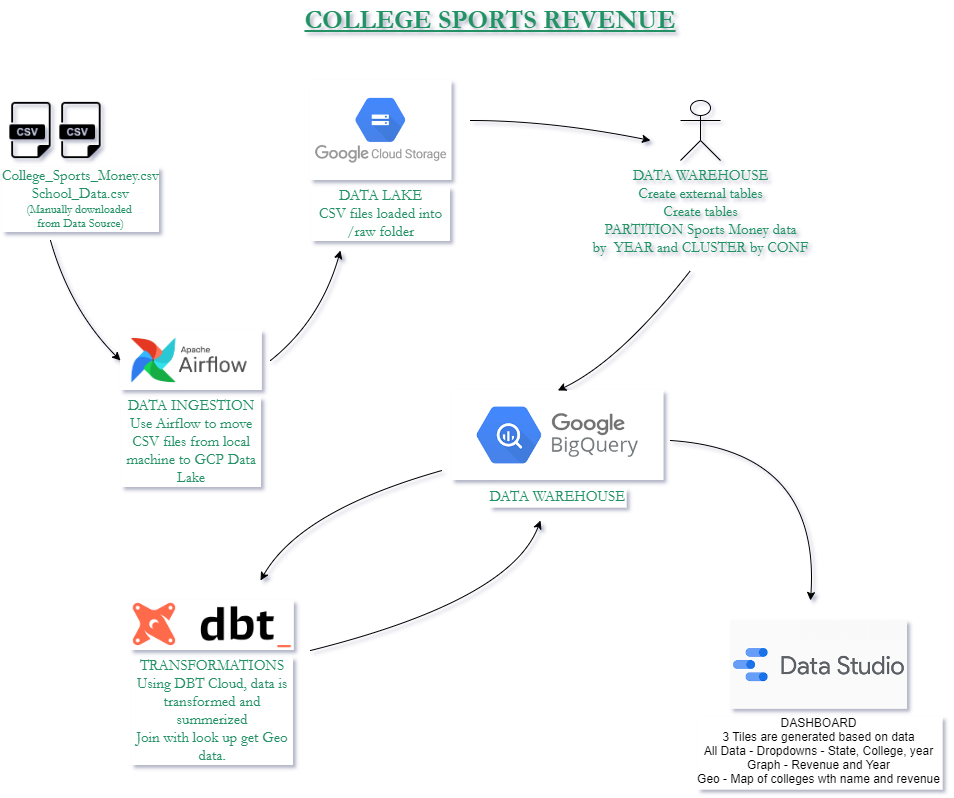 COLLEGE SPORTS REVENUE
CSV
CSV
College_Sports_Money.csv
School_Data.csv
(Manually downloaded
from Data Source)
Google Cloud Storage
DATA LAKE
CSV files loaded into
/raw folder
DATA WAREHOUSE
Create external tables
Create tables
PARTITION Sports Money data
by YEAR and CLUSTER by CONF
Apache
Airflow
DATA INGESTION
Use Airflow to move
CSV files from local
machine to GCP Data
Lake
Google
BigQuery
DATA WAREHOUSE
dbt_
TRANSFORMATIONS
Using DBT Cloud, data is
transformed and
summerized
Join with look up get Geo
data.
Data Studio
DASHBOARD
3 Tiles are generated based on data
All Data - Dropdowns - State, College, year
Graph - Revenue and Year
Geo - Map of colleges wth name and revenue